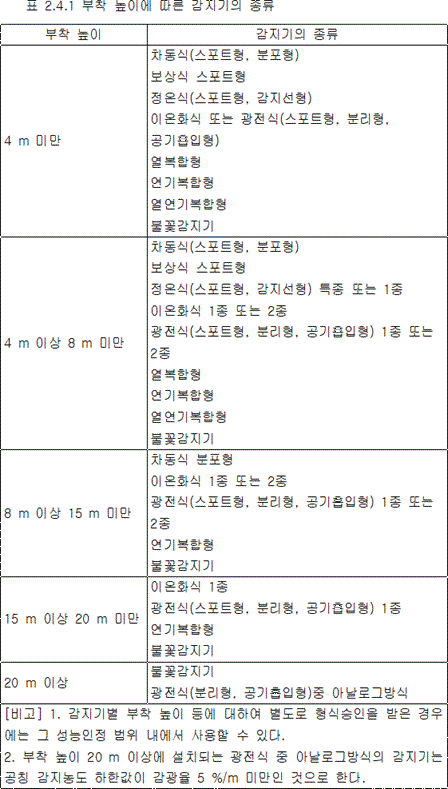 표 2.4.1 부착 높이에 따른 감지기의 종류
부착 높이
감지기의 종류
4 m 미만
차동식(스포트형, 분포형)
보상식 스포트형
정온식(스포트형, 감지선형)
이온화식 또는 광전식(스포트형, 분리형,
공기흡입형)
열복합형
연기복합형
열연기복합형
불꽃감지기
4 m 이상 8 m 미만
차동식(스포트형, 분포형)
보상식 스포트형
정온식(스포트형, 감지선형) 특종 또는 1종
이온화식 1종 또는 2종
광전식(스포트형, 분리형, 공기흡입형) 1종 또는
2종
열복합형
연기복합형
열연기복합형
불꽃감지기
8 m 이상 15 m 미만
차동식 분포형
이온화식 1종 또는 2종
광전식(스포트형, 분리형, 공기흡입형) 1종 또는
2종
연기복합형
불꽃감지기
15 m 이상 20 m 미만
이온화식 1종
광전식(스포트형, 분리형, 공기흡입형) 1종
연기복합형
불꽃감지기
20 m 이상
불꽃감지기
광전식(분리형, 공기흡입형)중 아날로그방식
[비고] 1. 감지기별 부착 높이 등에 대하여 별도로 형식승인을 받은 경우
에는 그 성능인정 범위 내에서 사용할 수 있다.
2. 부착 높이 20 m 이상에 설치되는 광전식 중 아날로그방식의 감지기는
공칭 감지농도 하한값이 감광율 5 %/m 미만인 것으로 한다.